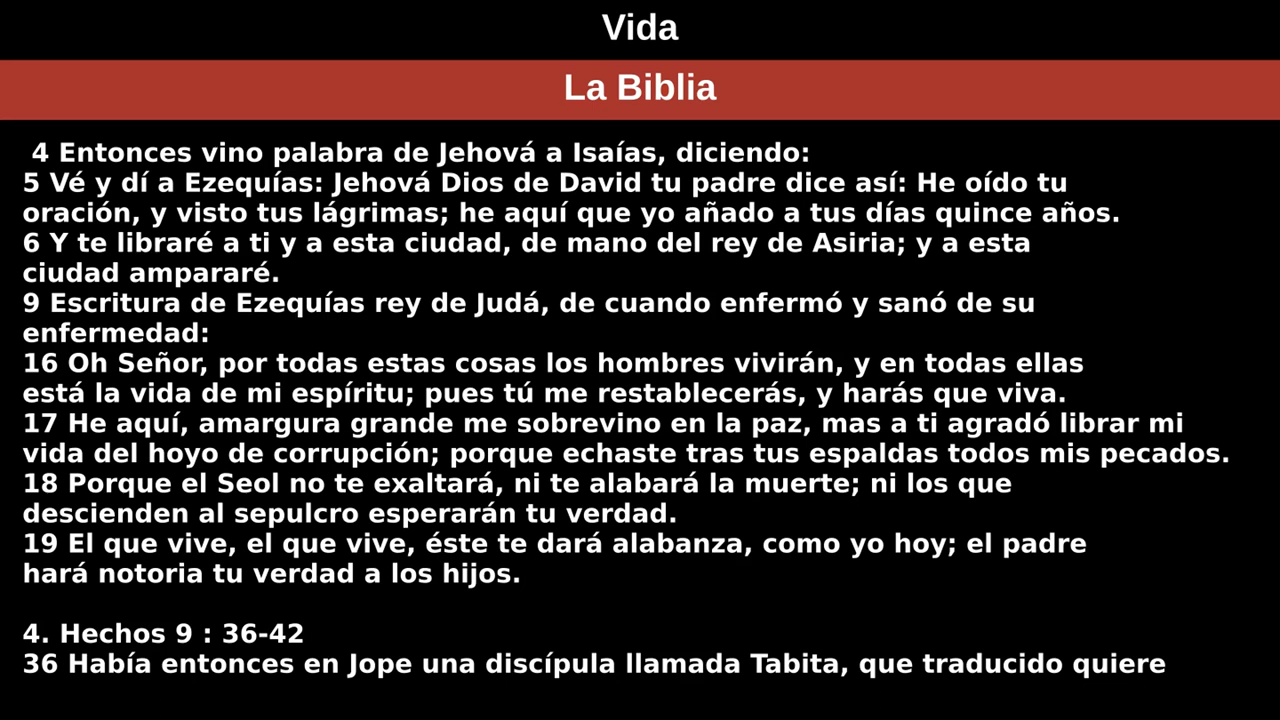 Vida
La Biblia
4 Entonces vino palabra de Jehová a Isaías, diciendo:
5 Vé y dí a Ezequías: Jehová Dios de David tu padre dice así: He oído tu
oración, y visto tus lágrimas; he aquí que yo añado a tus días quince años.
6 Y te libraré a ti y a esta ciudad, de mano del rey de Asiria; y a esta
ciudad ampararé.
9 Escritura de Ezequías rey de Judá, de cuando enfermó y sanó de su
enfermedad:
16 Oh Señor, por todas estas cosas los hombres vivirán, y en todas ellas
está la vida de mi espíritu; pues tú me restablecerás, y harás que viva.
17 He aquí, amargura grande me sobrevino en la paz, mas a ti agradó librar mi
vida del hoyo de corrupción; porque echaste tras tus espaldas todos mis pecados.
18 Porque el Seol no te exaltará, ni te alabará la muerte; ni los que
descienden al sepulcro esperarán tu verdad.
19 El que vive, el que vive, éste te dará alabanza, como yo hoy; el padre
hará notoria tu verdad a los hijos.
4. Hechos 9 : 36-42
36 Había entonces en Jope una discípula llamada Tabita, que traducido quiere